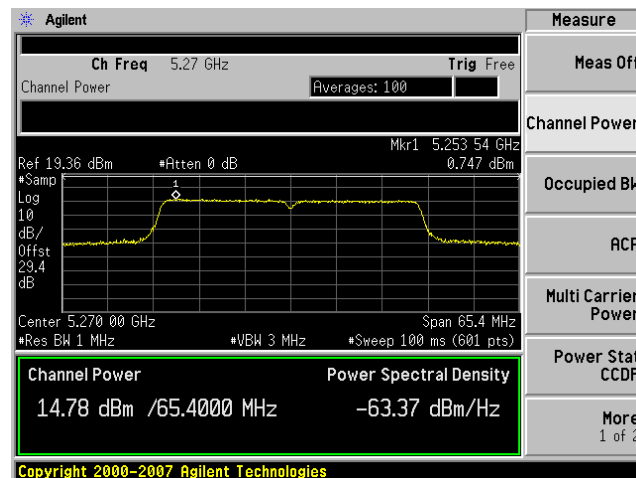 Agilent
Measure
Ch Freq 5.27 GHz Trig Free
Channel Power Averages: 100
Mkr1 5.253 54 GHz
Ref 19.36 dBm #Atten 0 dB 0.747 dBm
#Samp
Log
10
dB/
Offst
29.4
dB
1
Center 5.270 00 GHz Span 65.4 MHz
#Res BW 1 MHz #VBW 3 MHz #Sweep 100 ms (601 pts)
Channel Power Power Spectral Density
14.78 dBm /65.4000 MHz -63.37 dBm/Hz
Meas Off
Channel Power
Occupied BW
ACP
Multi Carrier
Power
Power Stat
CCDF
More
1 of 2
Copyright 2000-2007 Agilent Technologies